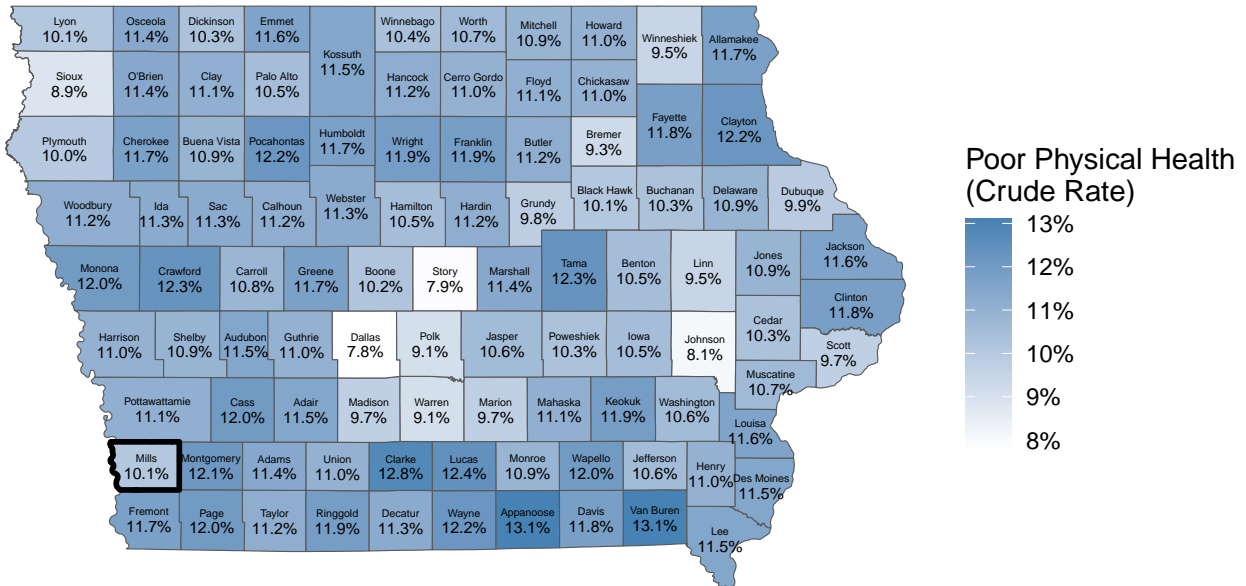 Lyon
10.1%
Osceola
11.4%
Dickinson
10.3%
Emmet
11.6%
Kossuth
11.5%
Winnebago
10.4%
Worth
10.7%
Mitchell
10.9%
Howard
11.0%
Winneshiek
9.5%
Allamakee
11.7%
Sioux
8.9%
O'Brien
11.4%
Clay
11.1%
Palo Alto
10.5%
Hancock
11.2%
Cerro Gordo
11.0%
Floyd
11.1%
Chickasaw
11.0%
Fayette
11.8%
Clayton
12.2%
Plymouth
10.0%
Cherokee
11.7%
Buena Vista
10.9%
Pocahontas
12.2%
Humboldt
11.7%
Wright
11.9%
Franklin
11.9%
Butler
11.2%
Bremer
9.3%
Woodbury
11.2%
Ida
11.3%
Sac
11.3%
Calhoun
11.2%
Webster
11.3%
Hamilton
10.5%
Hardin
11.2%
Grundy
9.8%
Black Hawk
10.1%
Buchanan
10.3%
Delaware
10.9%
Dubuque
9.9%
Monona
12.0%
Crawford
12.3%
Carroll
10.8%
Greene
11.7%
Boone
10.2%
Story
7.9%
Marshall
11.4%
Tama
12.3%
Benton
10.5%
Linn
9.5%
Jones
10.9%
Jackson
11.6%
Clinton
11.8%
Harrison
11.0%
Shelby
10.9%
Audubon
11.5%
Guthrie
11.0%
Dallas
7.8%
Polk
9.1%
Jasper
10.6%
Poweshiek
10.3%
Iowa
10.5%
Johnson
8.1%
Cedar
10.3%
Scott
9.7%
Muscatine
10.7%
Pottawattamie
11.1%
Cass
12.0%
Adair
11.5%
Madison
9.7%
Warren
9.1%
Marion
9.7%
Mahaska
11.1%
Keokuk
11.9%
Washington
10.6%
Louisa
11.6%
Mills
10.1%
Montgomery
12.1%
Adams
11.4%
Union
11.0%
Clarke
12.8%
Lucas
12.4%
Monroe
10.9%
Wapello
12.0%
Jefferson
10.6%
Henry
11.0%
Des Moines
11.5%
Fremont
11.7%
Page
12.0%
Taylor
11.2%
Ringgold
11.9%
Decatur
11.3%
Wayne
12.2%
Appanoose
13.1%
Davis
11.8%
Van Buren
13.1%
Lee
11.5%
Poor Physical Health
(Crude Rate)
13%
12%
11%
10%
9%
8%